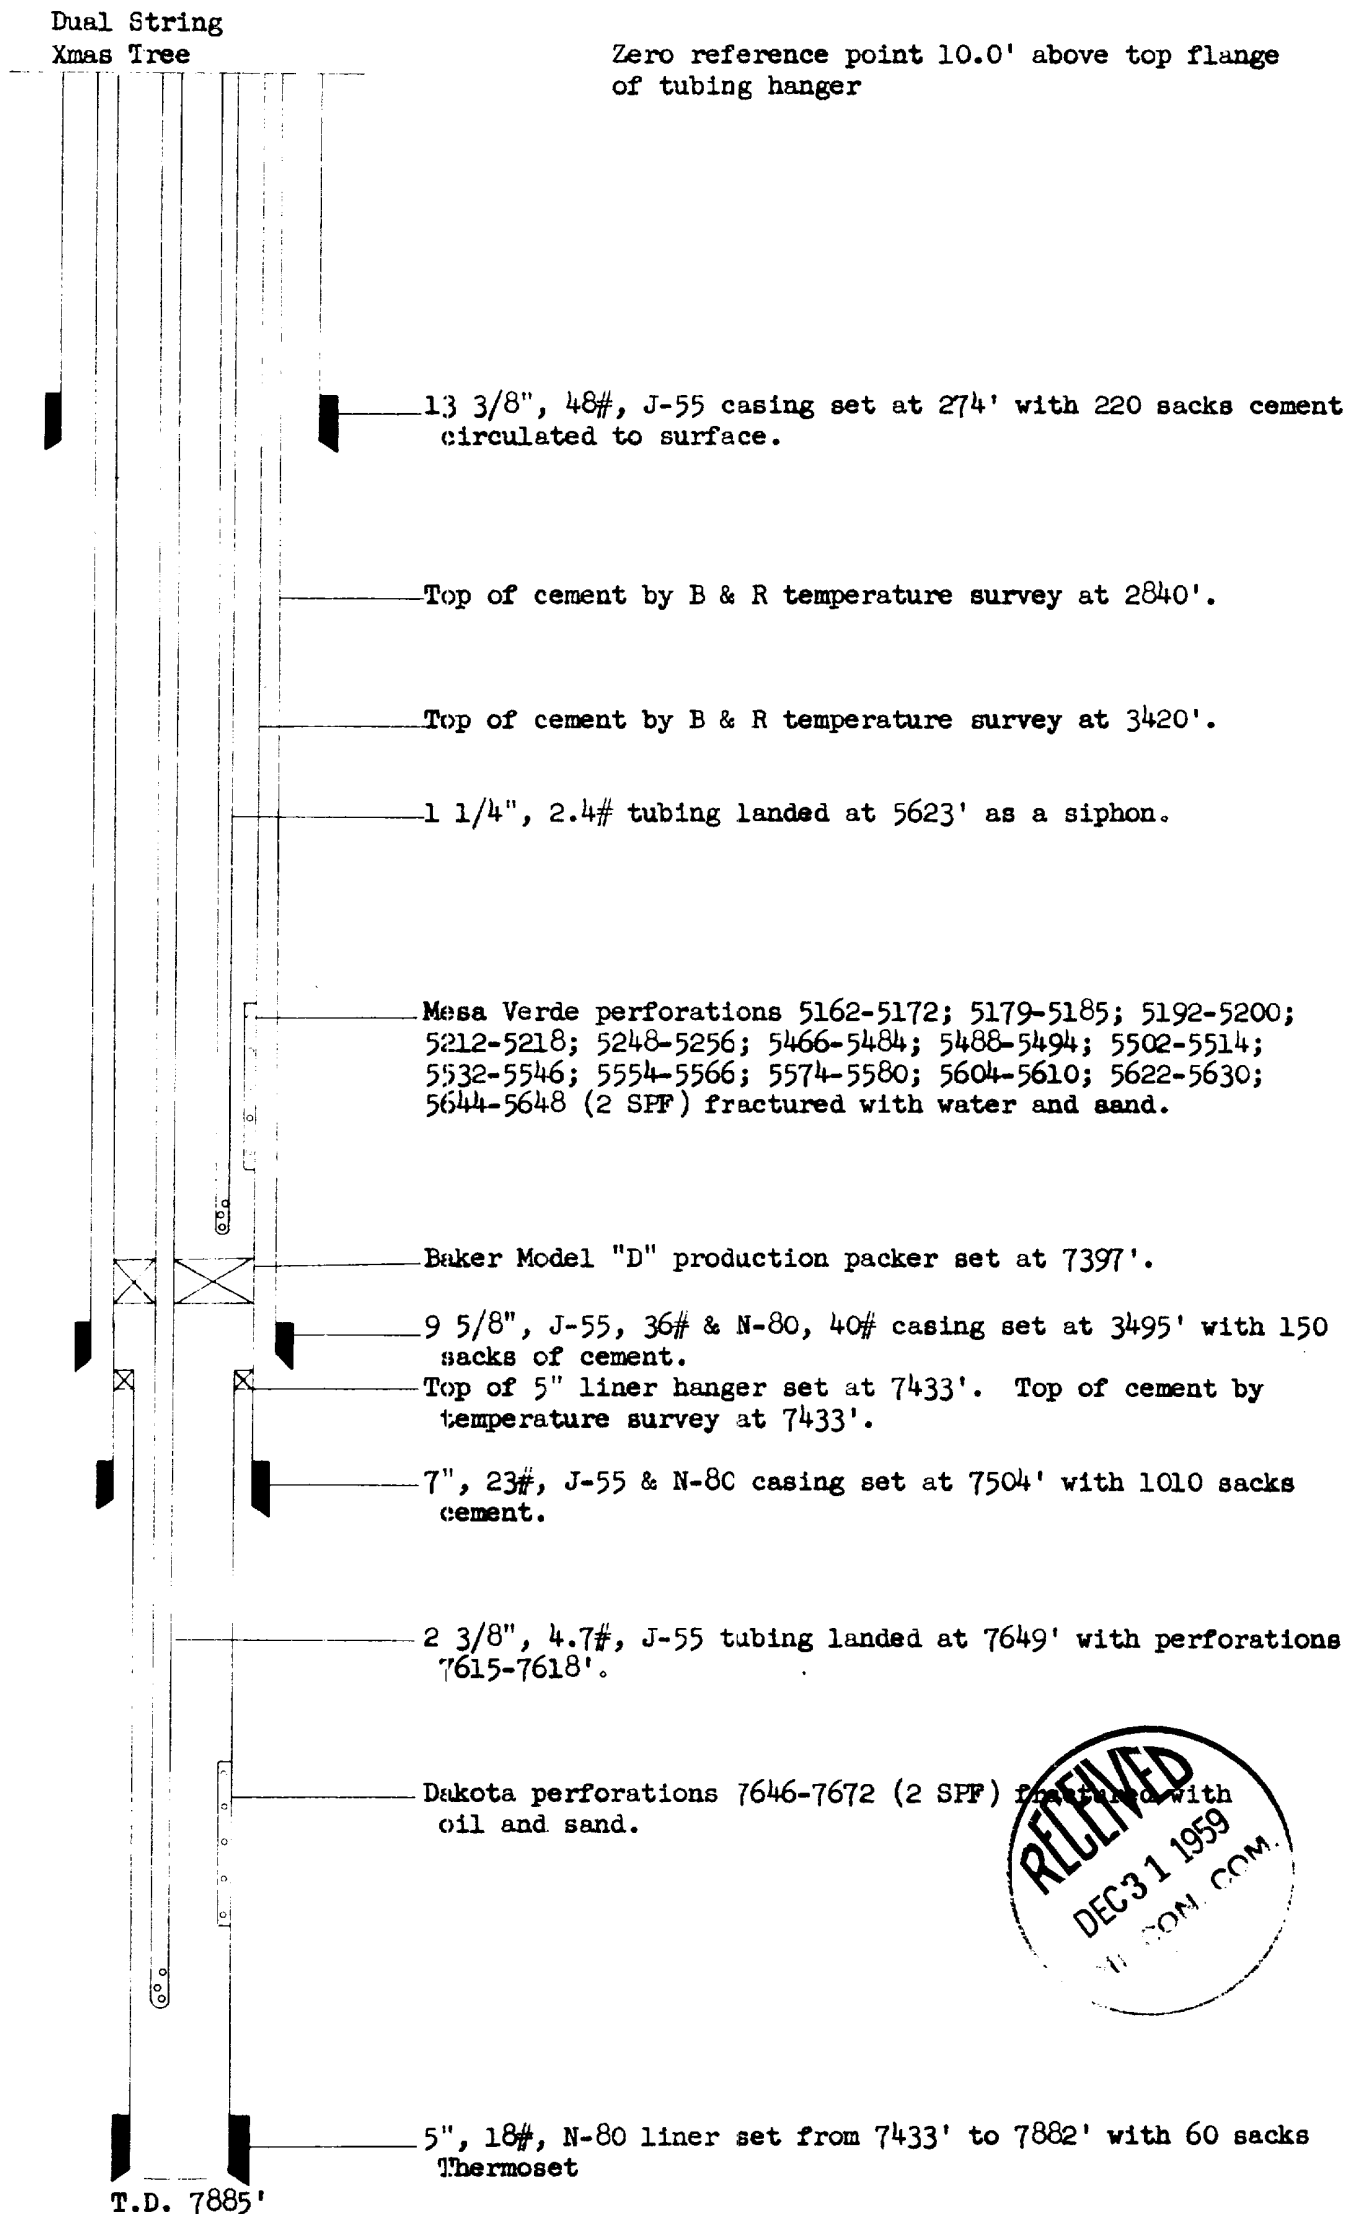 Dual String
Xmas Tree
Zero reference point 10.0' above top flange
of tubing hanger
13 3/8", 48#, J-55 casing set at 274' with 220 sacks cement
circulated to surface.
Top of cement by B & R temperature survey at 2840'.
Top of cement by B & R temperature survey at 3420'.
1 1/4", 2.4# tubing landed at 5623' as a siphon.
Mesa Verde perforations 5162-5172; 5179-5185; 5192-5200;
5212-5218; 5248-5256; 5466-5484; 5488-5494; 5502-5514;
5532-5546; 5554-5566; 5574-5580; 5604-5610; 5622-5630;
5644-5648 (2 SPF) fractured with water and sand.
Baker Model "D" production packer set at 7397'.
9 5/8", J-55, 36# & N-80, 40# casing set at 3495' with 150
sacks of cement.
Top of 5" liner hanger set at 7433'. Top of cement by
temperature survey at 7433'.
7", 23#, J-55 & N-80 casing set at 7504' with 1010 sacks
cement.
2 3/8", 4.7#, J-55 tubing landed at 7649' with perforations
7615-7618'.
Dakota perforations 7646-7672 (2 SPF) fractured with
oil and sand.
RECEIVED
DEC 31 1959
CON. COM.
5", 18#, N-80 liner set from 7433' to 7882' with 60 sacks
Thermoset
T.D. 7885'